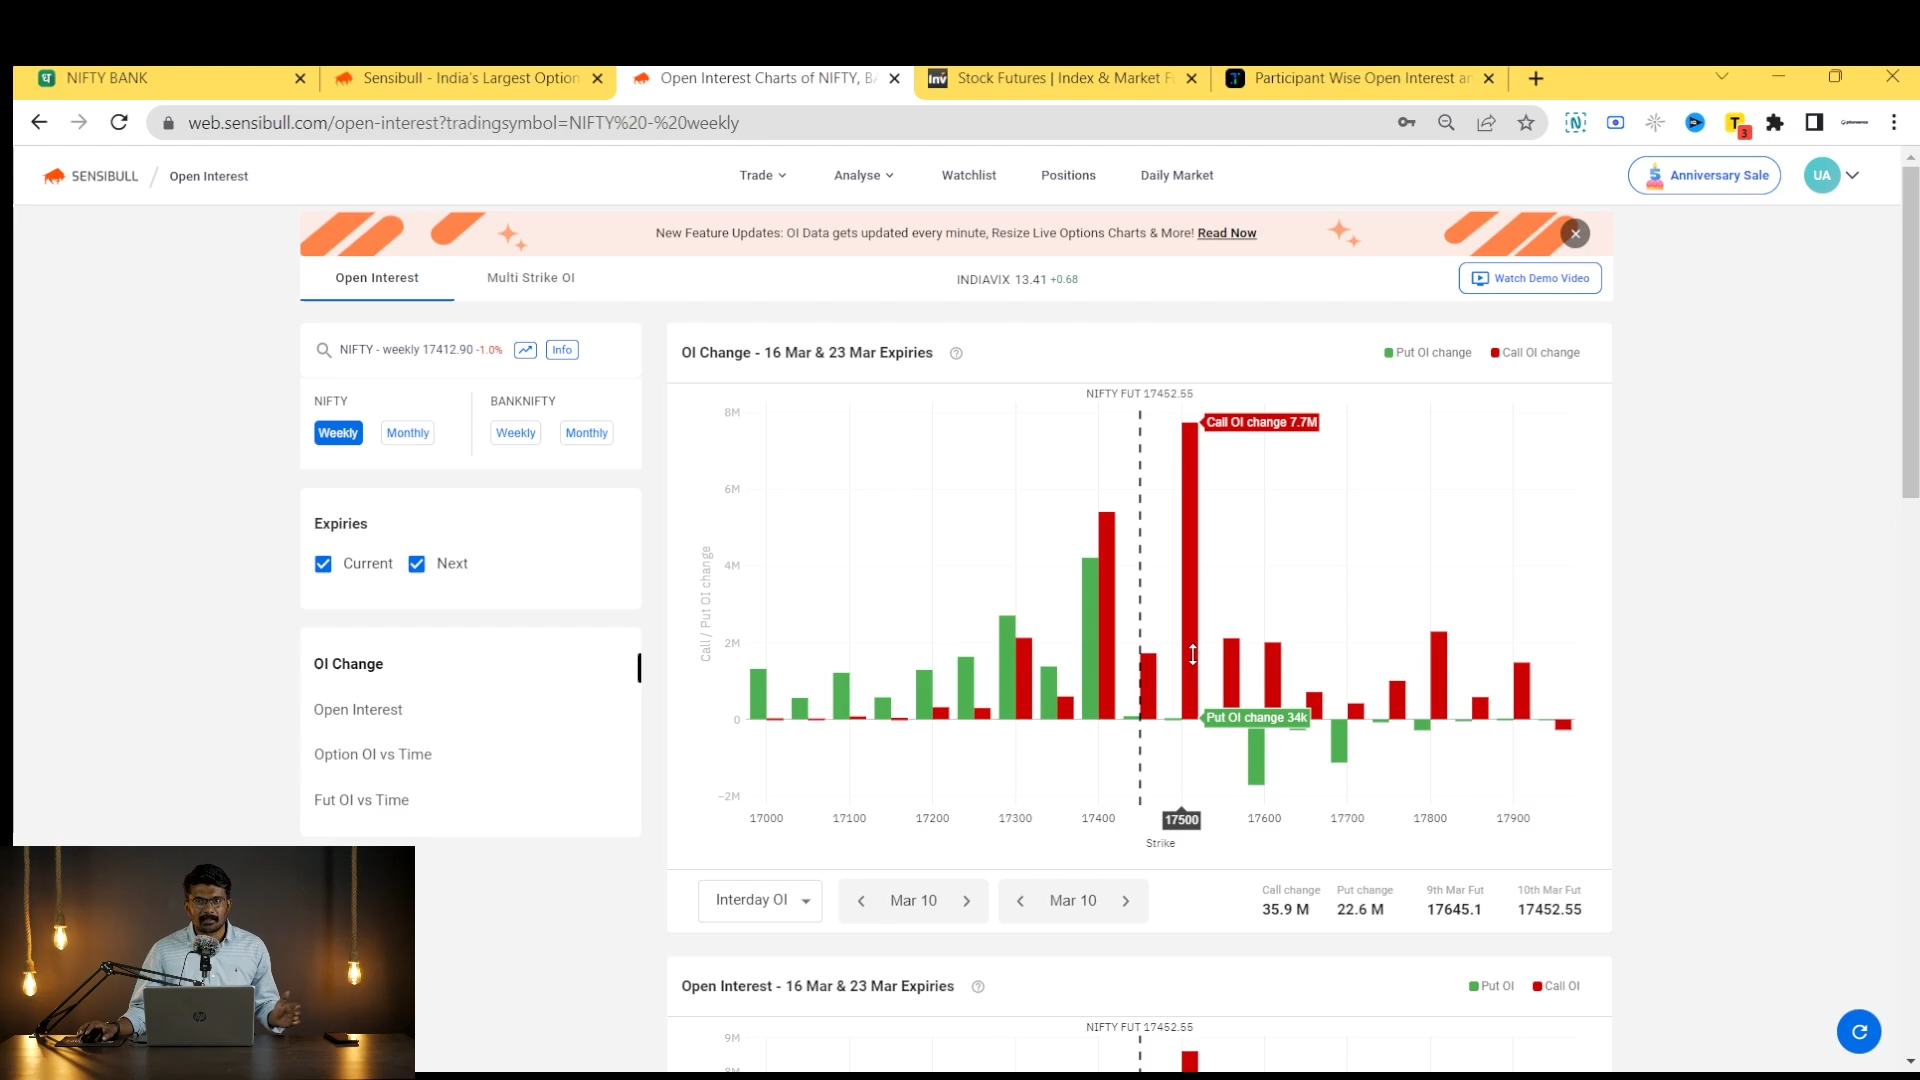 NIFTY BANK
Sensibull - India's Largest Option
Open Interest Charts of NIFTY, BA
Inv
Stock Futures | Index & Market Fu
Participant Wise Open Interest an
web.sensibull.com/open-interest?tradingsymbol=NIFTY%20-%20weekly
T
3
SENSIBULL / Open Interest
Trade
Analyse
Watchlist
Positions
Daily Market
5
Anniversary Sale
UA
New Feature Updates: OI Data gets updated every minute, Resize Live Options Charts & More! Read Now
Open Interest
Multi Strike OI
INDIAVIX 13.41 +0.68
Watch Demo Video
NIFTY - weekly 17412.90 -1.0%
Info
NIFTY
BANKNIFTY
Weekly
Monthly
Weekly
Monthly
Expiries
Current
Next
OI Change
Open Interest
Option OI vs Time
Fut OI vs Time
OI Change - 16 Mar & 23 Mar Expiries
Put OI change
Call OI change
NIFTY FUT 17452.55
8M
6M
4M
2M
0
−2M
Call / Put OI change
Call OI change 7.7M
Put OI change 34k
17000
17100
17200
17300
17400
17500
17600
17700
17800
17900
Strike
Interday OI
Mar 10
Mar 10
Call change
Put change
9th Mar Fut
10th Mar Fut
35.9 M
22.6 M
17645.1
17452.55
Open Interest - 16 Mar & 23 Mar Expiries
Put OI
Call OI
NIFTY FUT 17452.55
9M
8M